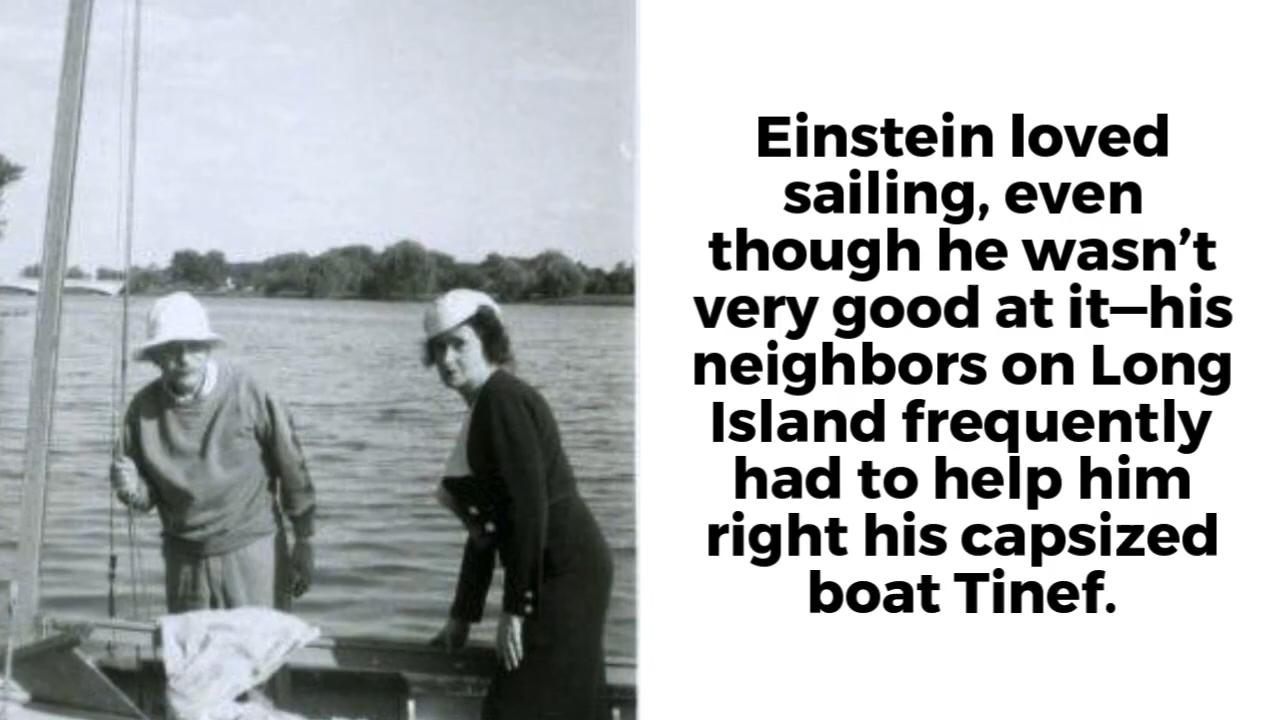 Einstein loved
sailing, even
though he wasn’t
very good at it—his
neighbors on Long
Island frequently
had to help him
right his capsized
boat Tinef.